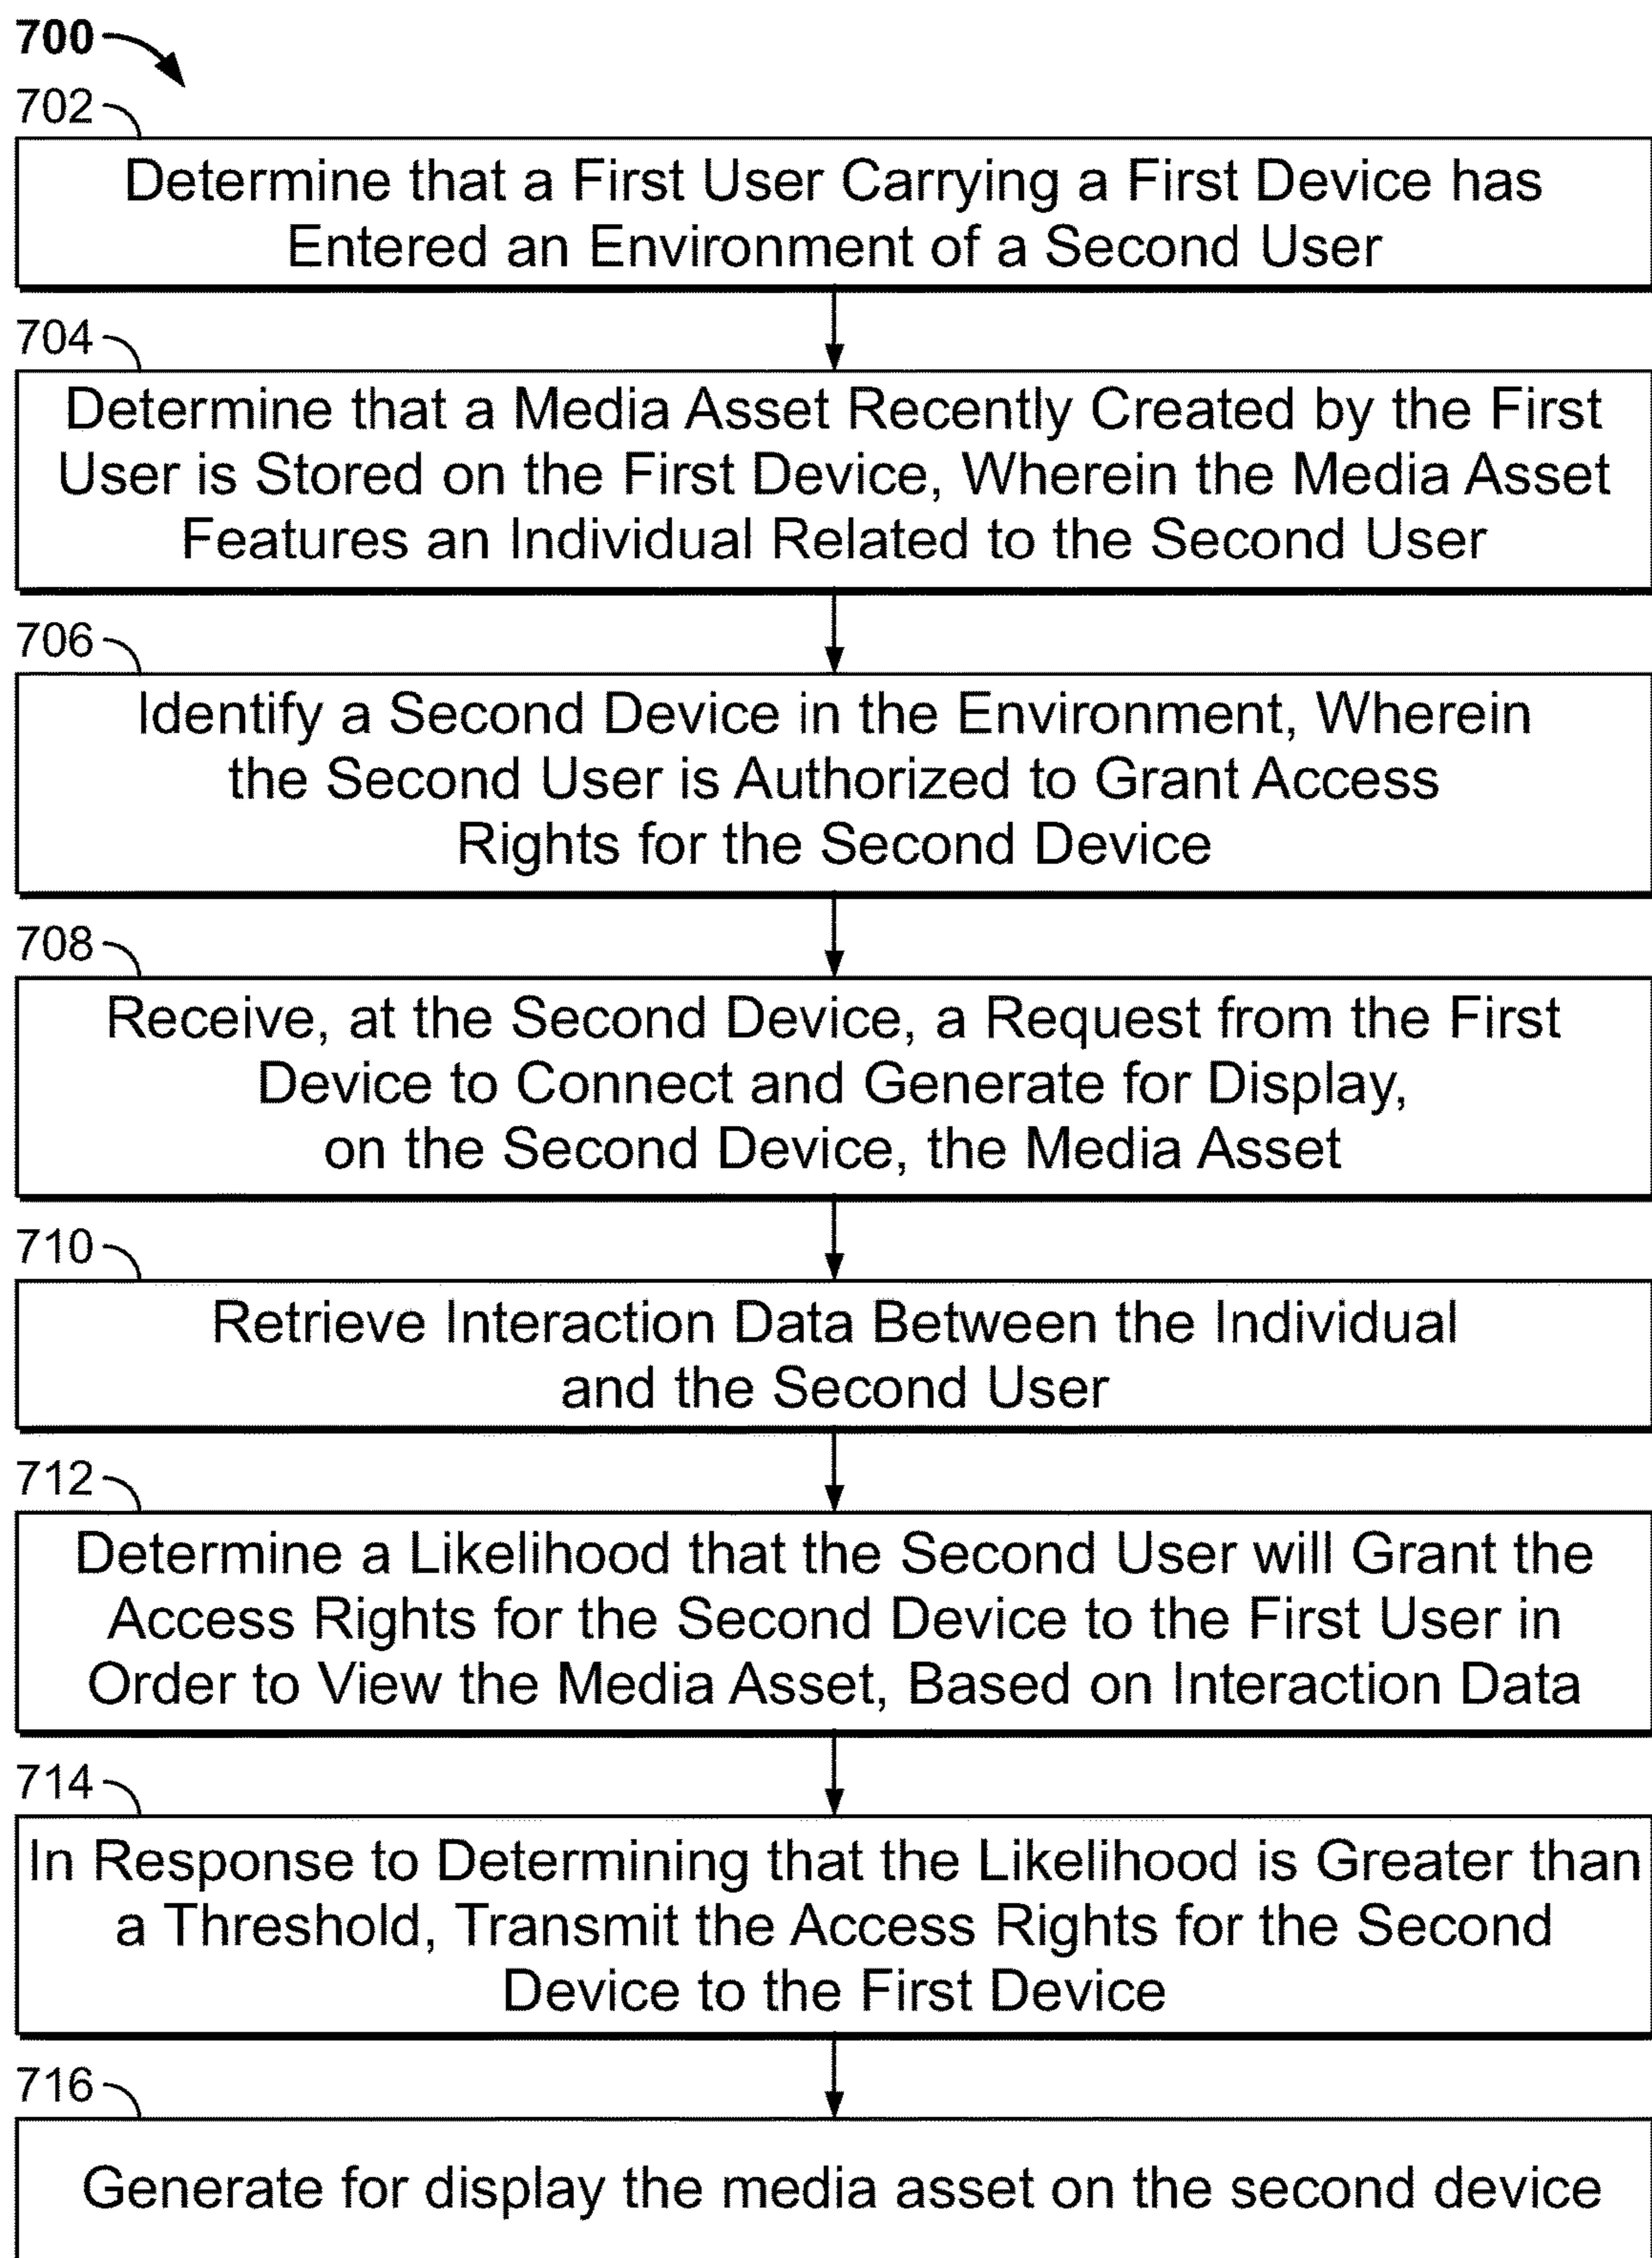 700
702
Determine that a First User Carrying a First Device has
Entered an Environment of a Second User
704
Determine that a Media Asset Recently Created by the First
User is Stored on the First Device, Wherein the Media Asset
Features an Individual Related to the Second User
706
Identify a Second Device in the Environment, Wherein
the Second User is Authorized to Grant Access
Rights for the Second Device
708
Receive, at the Second Device, a Request from the First
Device to Connect and Generate for Display,
on the Second Device, the Media Asset
710
Retrieve Interaction Data Between the Individual
and the Second User
712
Determine a Likelihood that the Second User will Grant the
Access Rights for the Second Device to the First User in
Order to View the Media Asset, Based on Interaction Data
714
In Response to Determining that the Likelihood is Greater than
a Threshold, Transmit the Access Rights for the Second
Device to the First Device
716
Generate for display the media asset on the second device